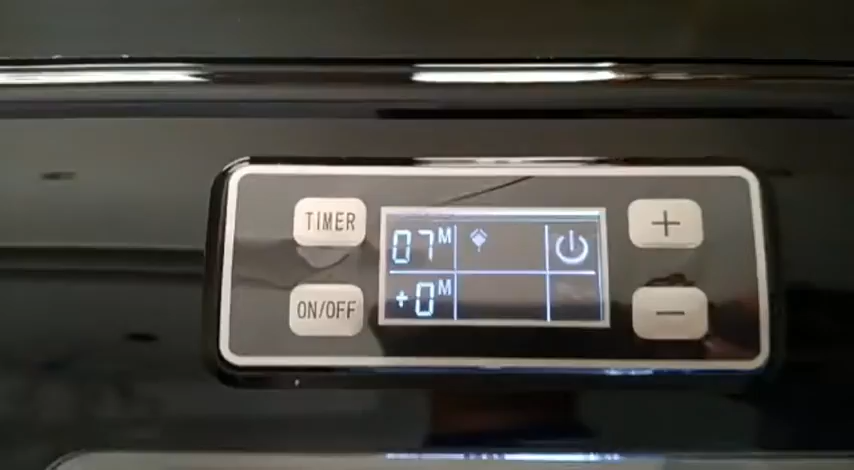 TIMER
07M
+
ON/OFF
+0M
−